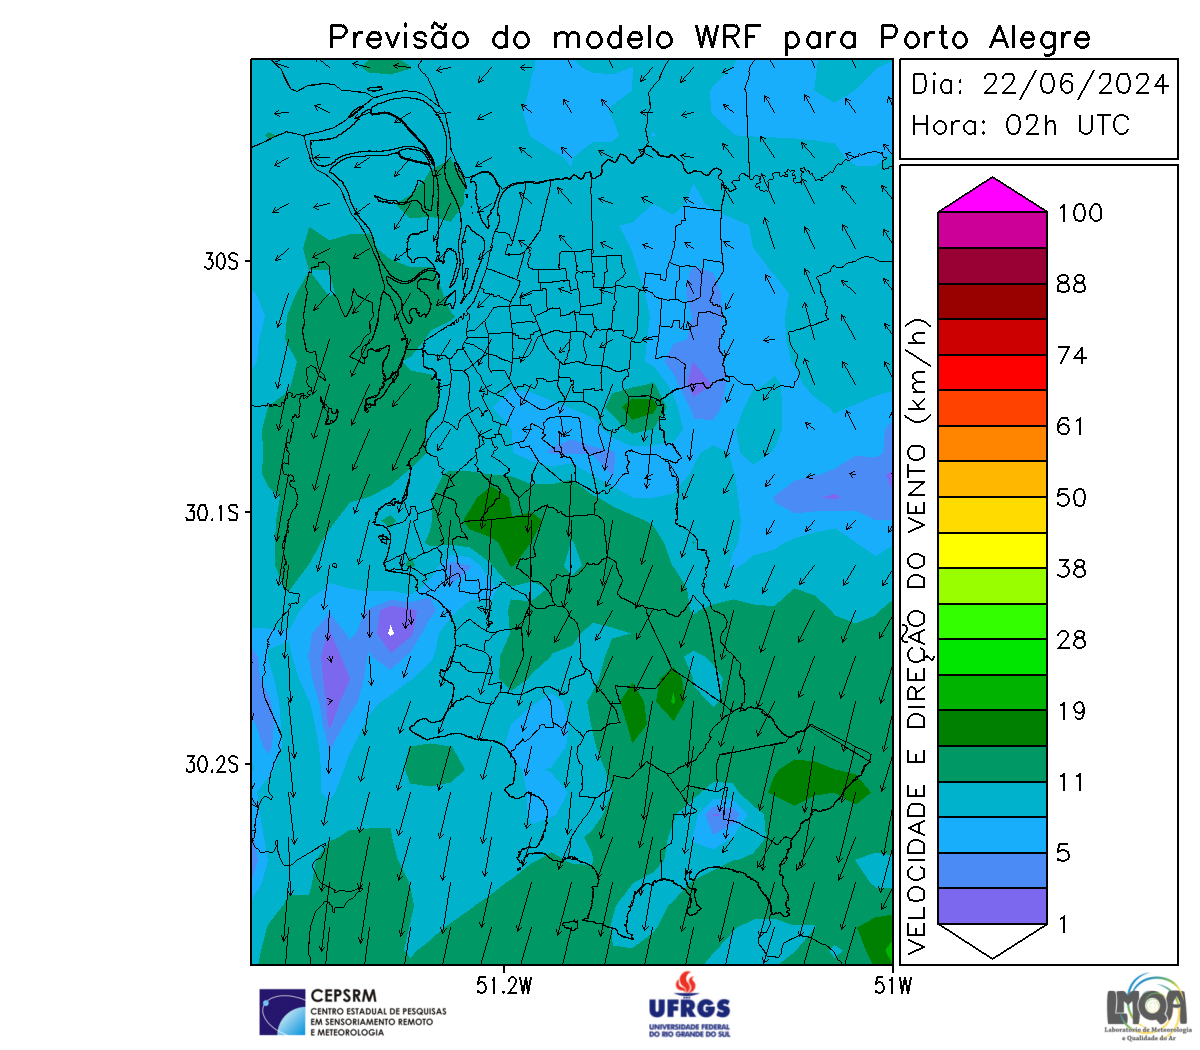 Previsão do modelo WRF para Porto Alegre
Dia: 22/06/2024
Hora: 02h UTC
30S
30.1S
30.2S
51.2W
51W
VELOCIDADE E DIREÇÃO DO VENTO (km/h)
100
88
74
61
50
38
28
19
11
5
1
CEPSRM
CENTRO ESTADUAL DE PESQUISAS
EM SENSORIAMENTO REMOTO
E METEOROLOGIA
UFRGS
UNIVERSIDADE FEDERAL
DO RIO GRANDE DO SUL
LMQA
Laboratório de Meteorologia
e Qualidade do Ar